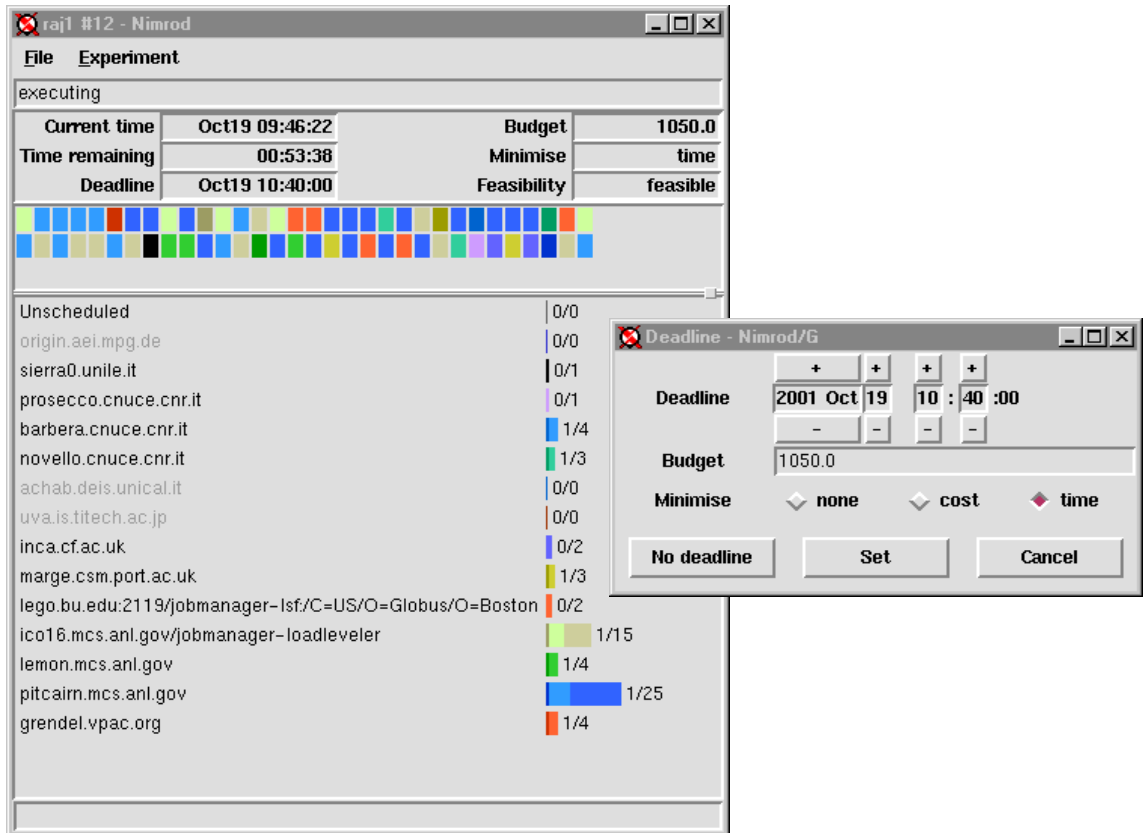 raj1 #12 - Nimrod
File Experiment
executing
Current time Oct19 09:46:22 Budget 1050.0
Time remaining 00:53:38 Minimise time
Deadline Oct19 10:40:00 Feasibility feasible
Unscheduled 0/0
origin.aei.mpg.de 0/0
sierra0.unile.it 0/1
prosecco.cnuce.cnr.it 0/1
barbera.cnuce.cnr.it 1/4
novello.cnuce.cnr.it 1/3
achab.deis.unical.it 0/0
uva.is.titech.ac.jp 0/0
inca.cf.ac.uk 0/2
marge.csm.port.ac.uk 1/3
lego.bu.edu:2119/jobmanager-lsf:/C=US/O=Globus/O=Boston 0/2
ico16.mcs.anl.gov/jobmanager-loadleveler 1/15
lemon.mcs.anl.gov 1/4
pitcairn.mcs.anl.gov 1/25
grendel.vpac.org 1/4
Deadline - Nimrod/G
+ + + +
Deadline 2001 Oct 19 10 : 40 :00
- - - -
Budget 1050.0
Minimise none cost time
No deadline Set Cancel